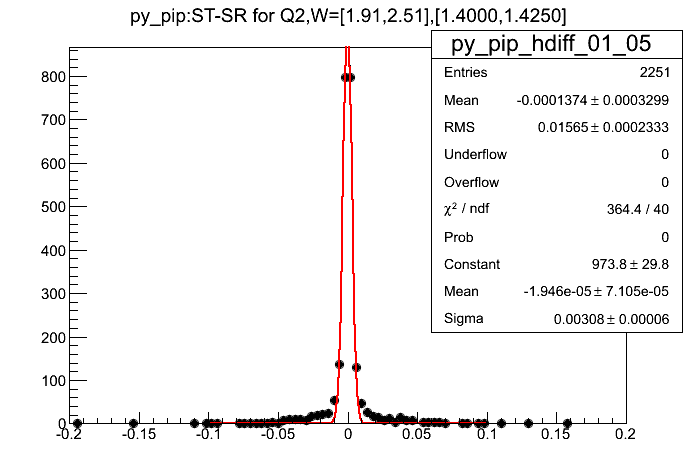 py_pip:ST-SR for Q2,W=[1.91,2.51],[1.4000,1.4250]
py_pip_hdiff_01_05
Entries 2251
Mean -0.0001374 ± 0.0003299
RMS 0.01565 ± 0.0002333
Underflow 0
Overflow 0
χ² / ndf 364.4 / 40
Prob 0
Constant 973.8 ± 29.8
Mean -1.946e-05 ± 7.105e-05
Sigma 0.00308 ± 0.00006
800
700
600
500
400
300
200
100
0
-0.2 -0.15 -0.1 -0.05 0 0.05 0.1 0.15 0.2